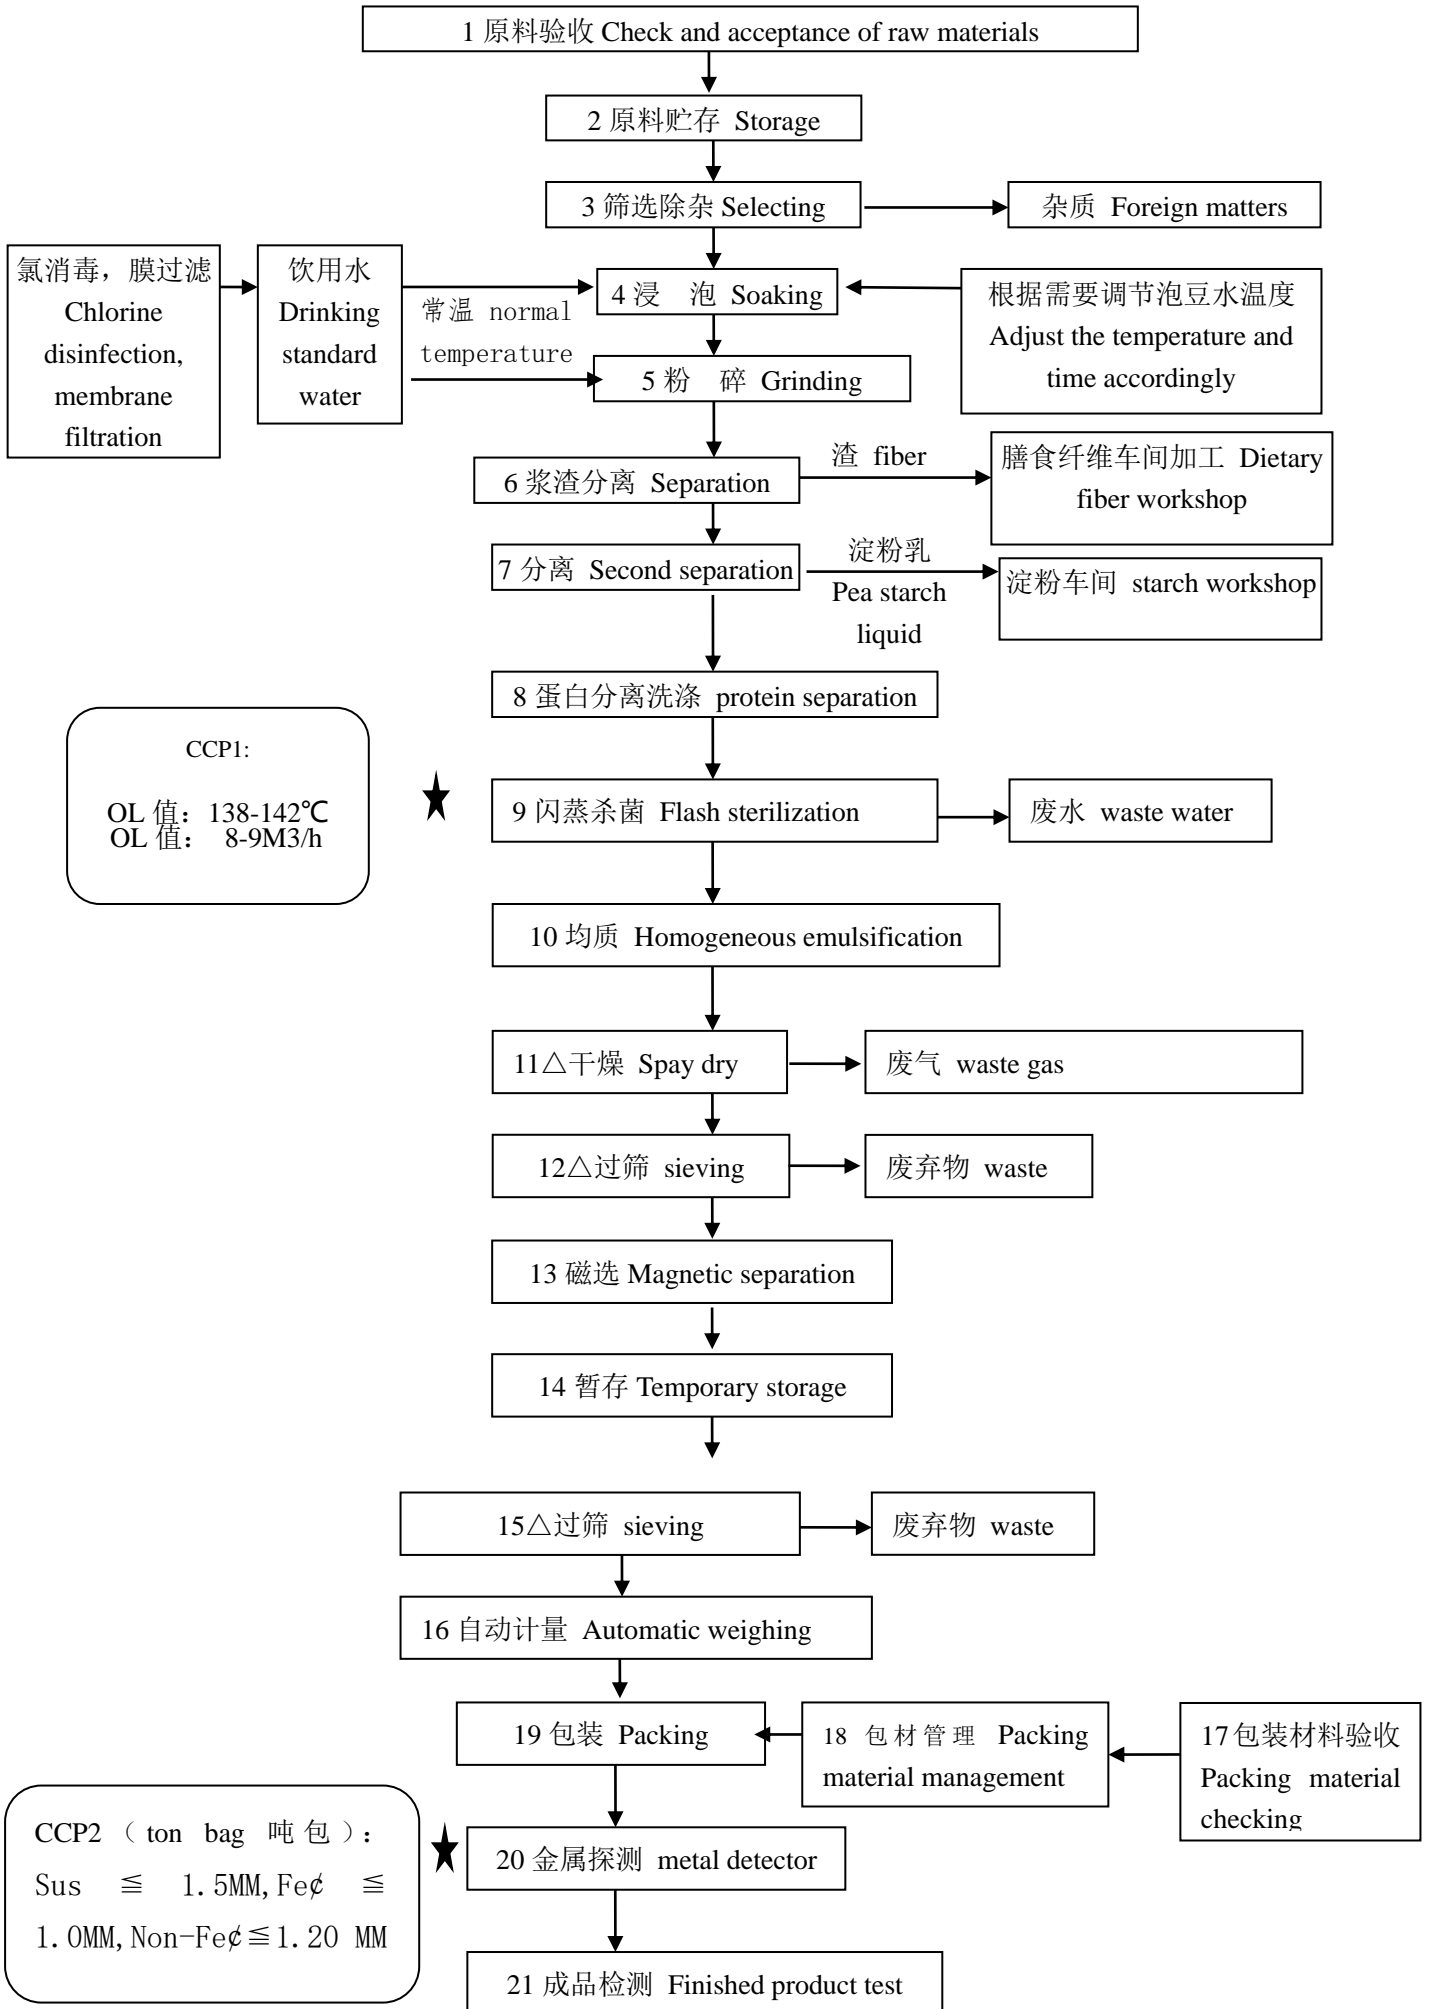 1 原料验收 Check and acceptance of raw materials
2 原料贮存 Storage
3 筛选除杂 Selecting
杂质 Foreign matters
氯消毒，膜过滤
Chlorine
disinfection,
membrane
filtration
饮用水
Drinking
standard
water
常温 normal
temperature
4 浸 泡 Soaking
根据需要调节泡豆水温度
Adjust the temperature and
time accordingly
5 粉 碎 Grinding
6 浆渣分离 Separation
渣 fiber
膳食纤维车间加工 Dietary
fiber workshop
7 分离 Second separation
淀粉乳
Pea starch
liquid
淀粉车间 starch workshop
8 蛋白分离洗涤 protein separation
CCP1:
OL 值：138-142℃
OL 值： 8-9M3/h
9 闪蒸杀菌 Flash sterilization
废水 waste water
10 均质 Homogeneous emulsification
11△干燥 Spay dry
废气 waste gas
12△过筛 sieving
废弃物 waste
13 磁选 Magnetic separation
14 暂存 Temporary storage
15△过筛 sieving
废弃物 waste
16 自动计量 Automatic weighing
19 包装 Packing
18 包材管理 Packing
material management
17 包装材料验收
Packing material
checking
CCP2（ton bag 吨包）：
Sus ≦ 1.5MM,Fe¢ ≦
1.0MM,Non-Fe¢≦1.20 MM
20 金属探测 metal detector
21 成品检测 Finished product test